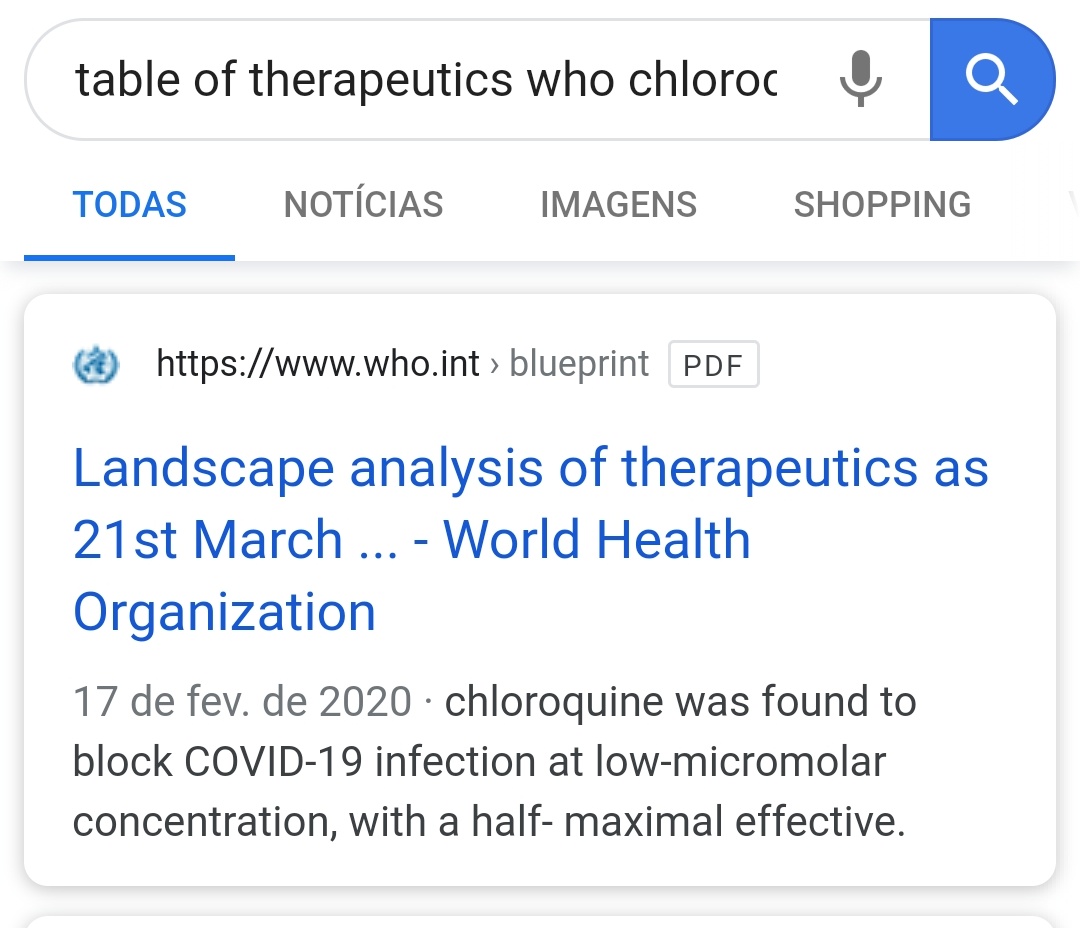 table of therapeutics who chloroc
TODAS NOTÍCIAS IMAGENS SHOPPING
https://www.who.int › blueprint PDF
Landscape analysis of therapeutics as
21st March ... - World Health
Organization
17 de fev. de 2020 · chloroquine was found to
block COVID-19 infection at low-micromolar
concentration, with a half- maximal effective.